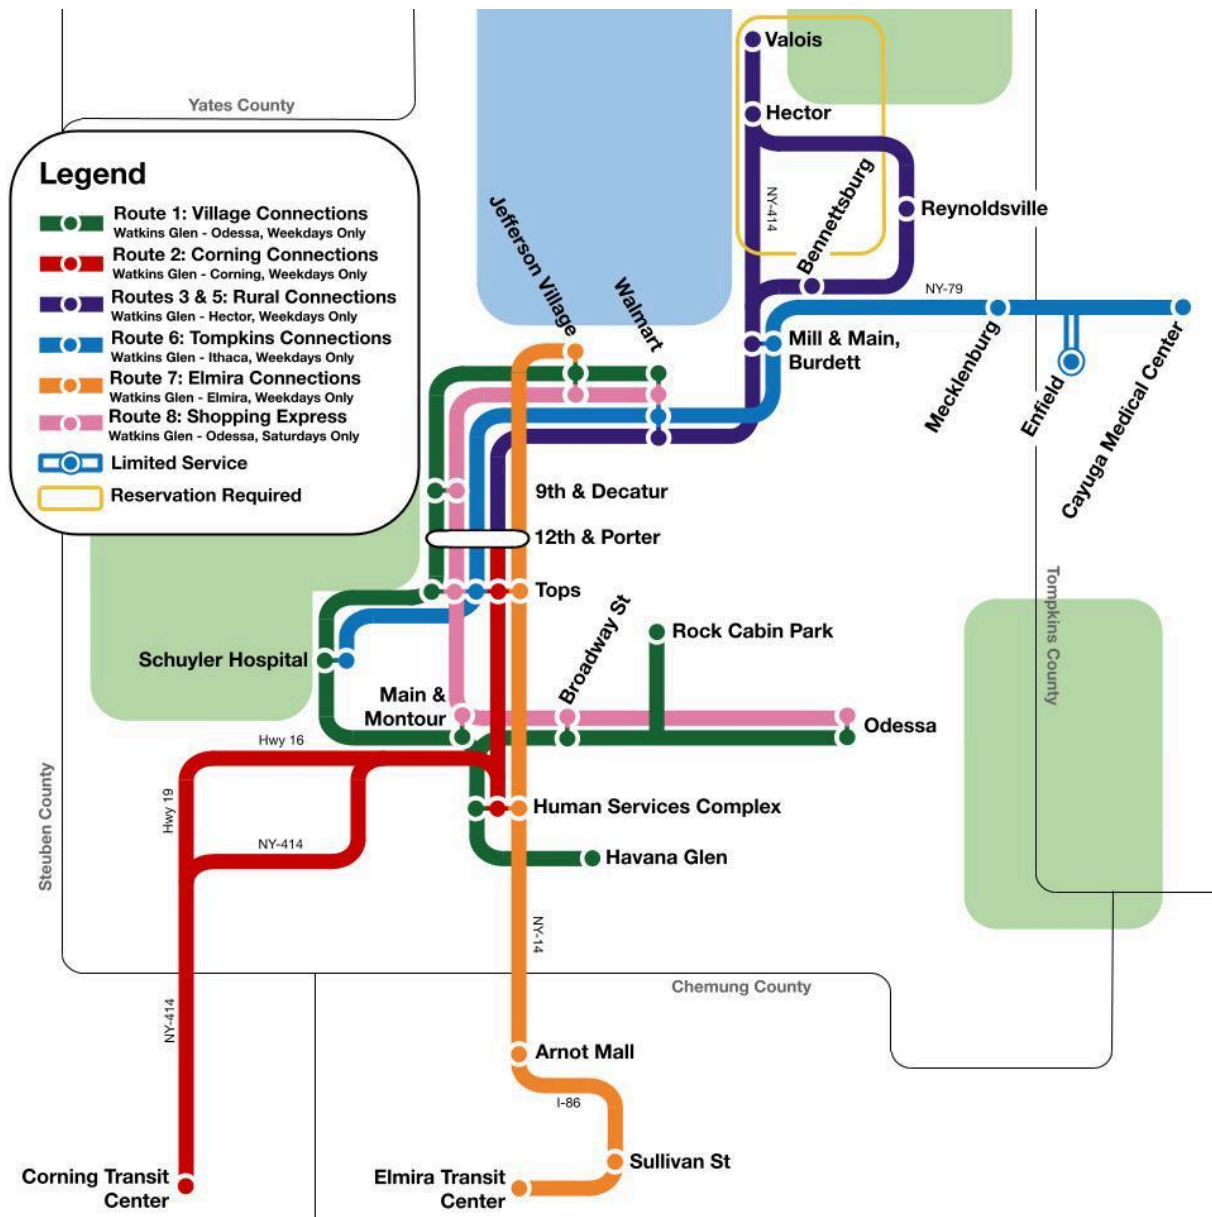 Yates County
Legend
Route 1: Village Connections
Watkins Glen - Odessa, Weekdays Only
Route 2: Corning Connections
Watkins Glen - Corning, Weekdays Only
Routes 3 & 5: Rural Connections
Watkins Glen - Hector, Weekdays Only
Route 6: Tompkins Connections
Watkins Glen - Ithaca, Weekdays Only
Route 7: Elmira Connections
Watkins Glen - Elmira, Weekdays Only
Route 8: Shopping Express
Watkins Glen - Odessa, Saturdays Only
Limited Service
Reservation Required
Valois
Hector
NY-414
Bennettsburg
Reynoldsville
NY-79
Jefferson Village
Walmart
Mill & Main,
Burdett
Mecklenburg
Enfield
Cayuga Medical Center
9th & Decatur
12th & Porter
Tops
Schuyler Hospital
Broadway St
Rock Cabin Park
Main &
Montour
Odessa
Hwy 16
Hwy 19
NY-414
Human Services Complex
Havana Glen
Steuben County
Tompkins County
NY-14
Chemung County
NY-414
Arnot Mall
I-86
Sullivan St
Corning Transit
Center
Elmira Transit
Center